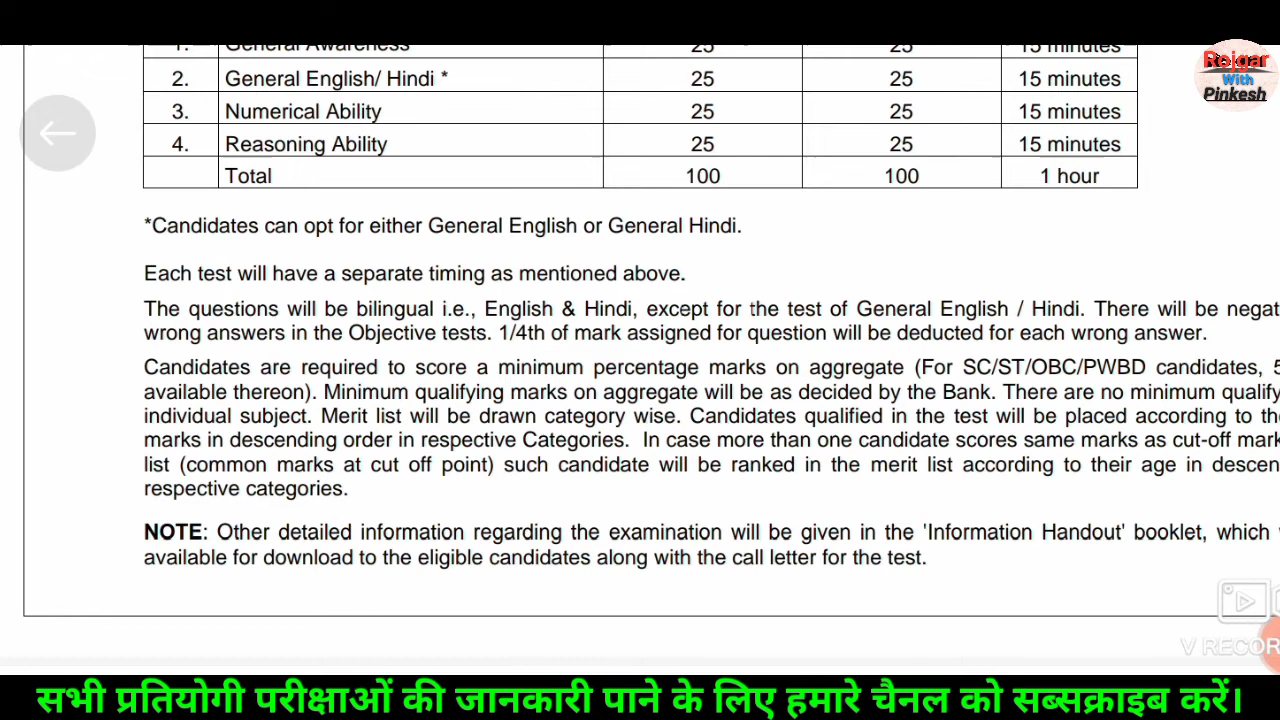 1. General Awareness 25 25 15 minutes
2. General English/ Hindi * 25 25 15 minutes
3. Numerical Ability 25 25 15 minutes
4. Reasoning Ability 25 25 15 minutes
Total 100 100 1 hour
*Candidates can opt for either General English or General Hindi.
Each test will have a separate timing as mentioned above.
The questions will be bilingual i.e., English & Hindi, except for the test of General English / Hindi. There will be negat
wrong answers in the Objective tests. 1/4th of mark assigned for question will be deducted for each wrong answer.
Candidates are required to score a minimum percentage marks on aggregate (For SC/ST/OBC/PWBD candidates, 5
available thereon). Minimum qualifying marks on aggregate will be as decided by the Bank. There are no minimum qualify
individual subject. Merit list will be drawn category wise. Candidates qualified in the test will be placed according to the
marks in descending order in respective Categories. In case more than one candidate scores same marks as cut-off mark
list (common marks at cut off point) such candidate will be ranked in the merit list according to their age in descen
respective categories.
NOTE: Other detailed information regarding the examination will be given in the 'Information Handout' booklet, which
available for download to the eligible candidates along with the call letter for the test.
Rojgar
With
Pinkesh
V RECOR
सभी प्रतियोगी परीक्षाओं की जानकारी पाने के लिए हमारे चैनल को सब्सक्राइब करें।